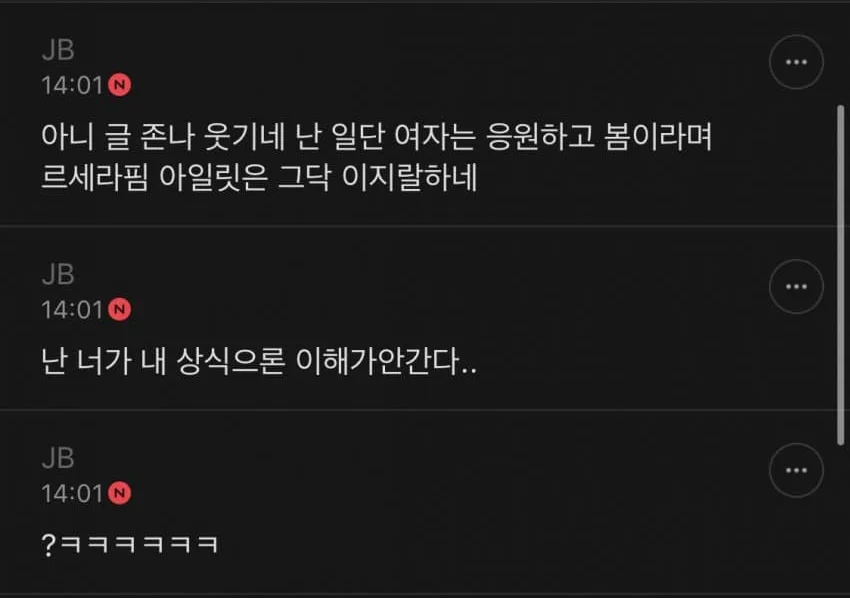 JB
14:01 N
아니 글 존나 웃기네 난 일단 여자는 응원하고 봄이라며
르세라핌 아일릿은 그닥 이지랄하네
JB
14:01 N
난 너가 내 상식으론 이해가안간다..
JB
14:01 N
?ㅋㅋㅋㅋㅋㅋ